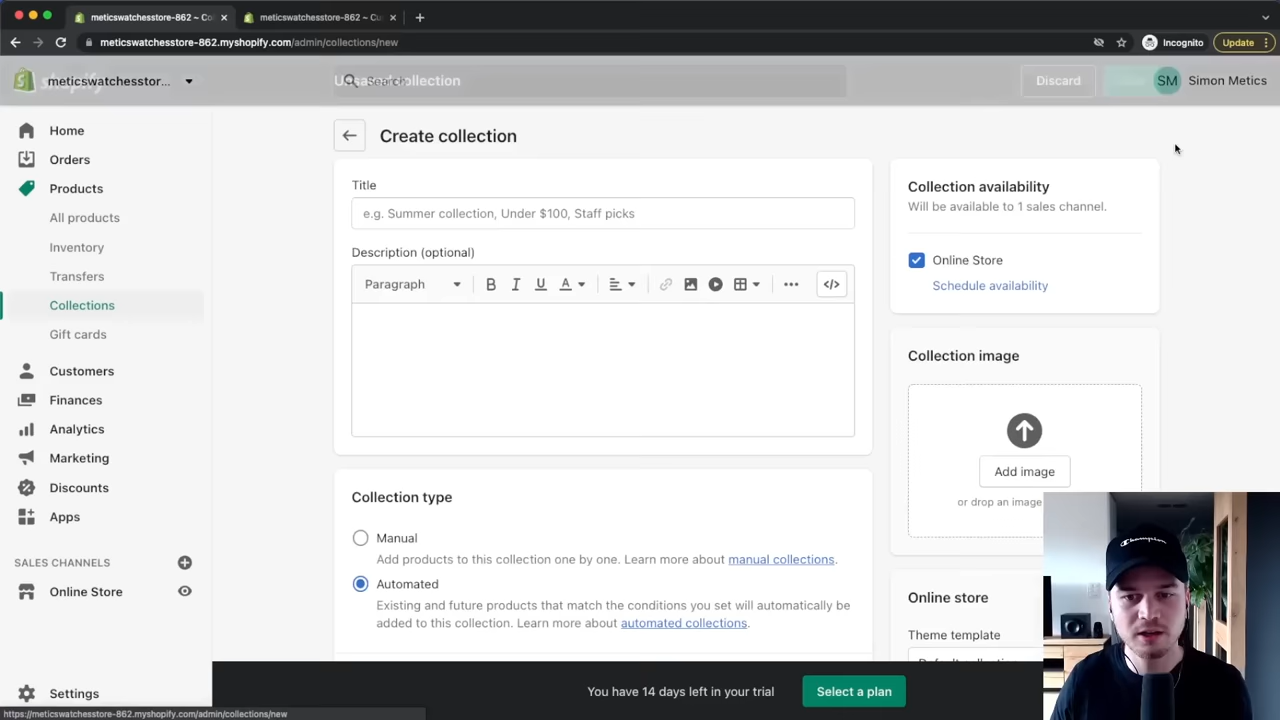 meticswatchesstore-862 ~ Co
meticswatchesstore-862 ~ Cu
meticswatchesstore-862.myshopify.com/admin/collections/new
Incognito
Update
meticswatchesstor...
Search
Unsaved collection
Discard
SM
Simon Metics
Home
Orders
Products
All products
Inventory
Transfers
Collections
Gift cards
Customers
Finances
Analytics
Marketing
Discounts
Apps
SALES CHANNELS
Online Store
Settings
https://meticswatchesstore-862.myshopify.com/admin/collections/new
Create collection
Title
e.g. Summer collection, Under $100, Staff picks
Description (optional)
Paragraph
B I U A
</>
Collection type
Manual
Add products to this collection one by one. Learn more about manual collections.
Automated
Existing and future products that match the conditions you set will automatically be
added to this collection. Learn more about automated collections.
Collection availability
Will be available to 1 sales channel.
Online Store
Schedule availability
Collection image
Add image
or drop an image
Online store
Theme template
You have 14 days left in your trial
Select a plan
Champion